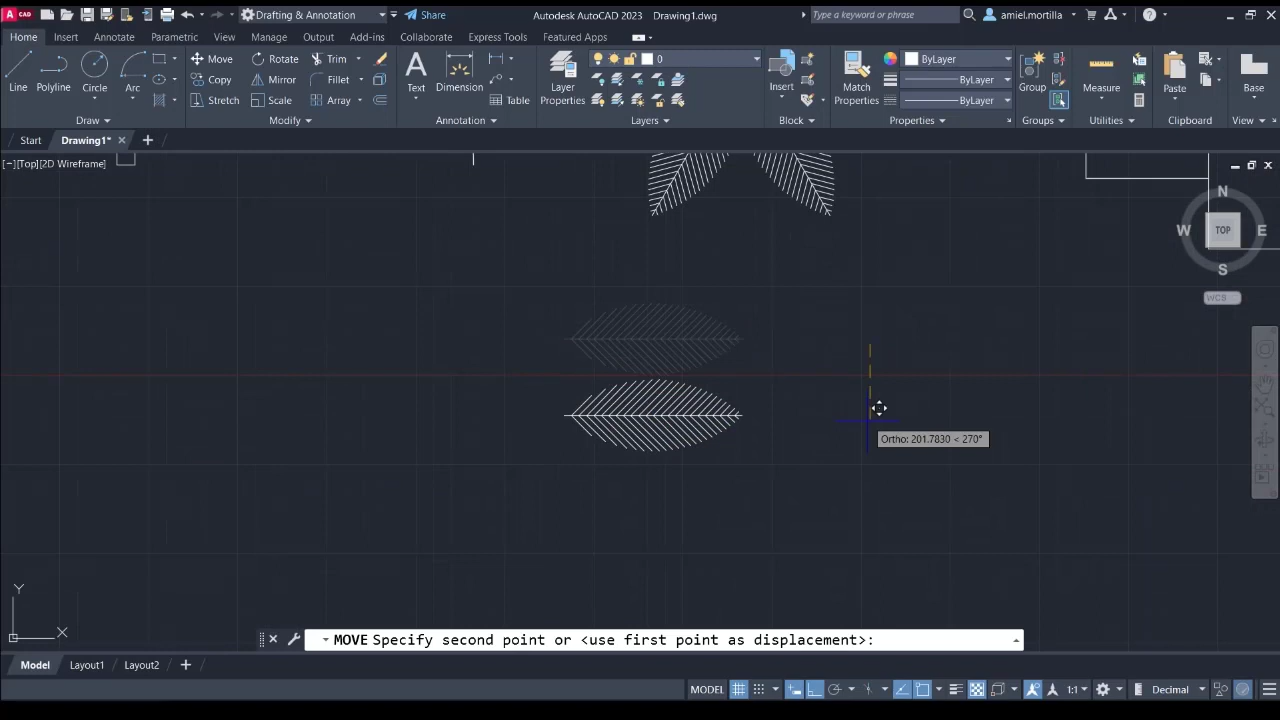 A CAD Drafting & Annotation Share Autodesk AutoCAD 2023 Drawing1.dwg Type a keyword or phrase amiel.mortilla
Home Insert Annotate Parametric View Manage Output Add-ins Collaborate Express Tools Featured Apps
Move Rotate Trim 0 ByLayer
Line Polyline Circle Arc Copy Mirror Fillet Text Dimension Layer Properties Insert Match Properties ByLayer Group Measure Paste Base
Stretch Scale Array Table ByLayer
Draw Modify Annotation Layers Block Properties Groups Utilities Clipboard View
Start Drawing1*
[−][Top][2D Wireframe]
N
W TOP E
S
WCS
Ortho: 201.7830 < 270°
Y
X
MOVE Specify second point or <use first point as displacement>:
Model Layout1 Layout2
MODEL 1:1 Decimal